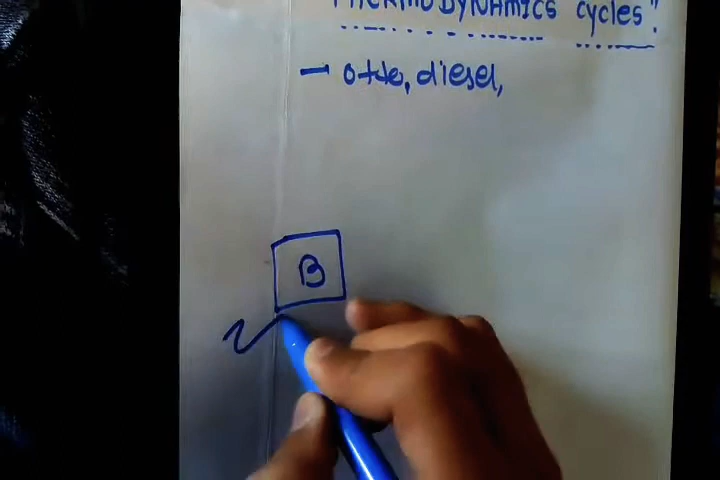 THERMODYNAMICS cycles"
— otto, diesel,
B